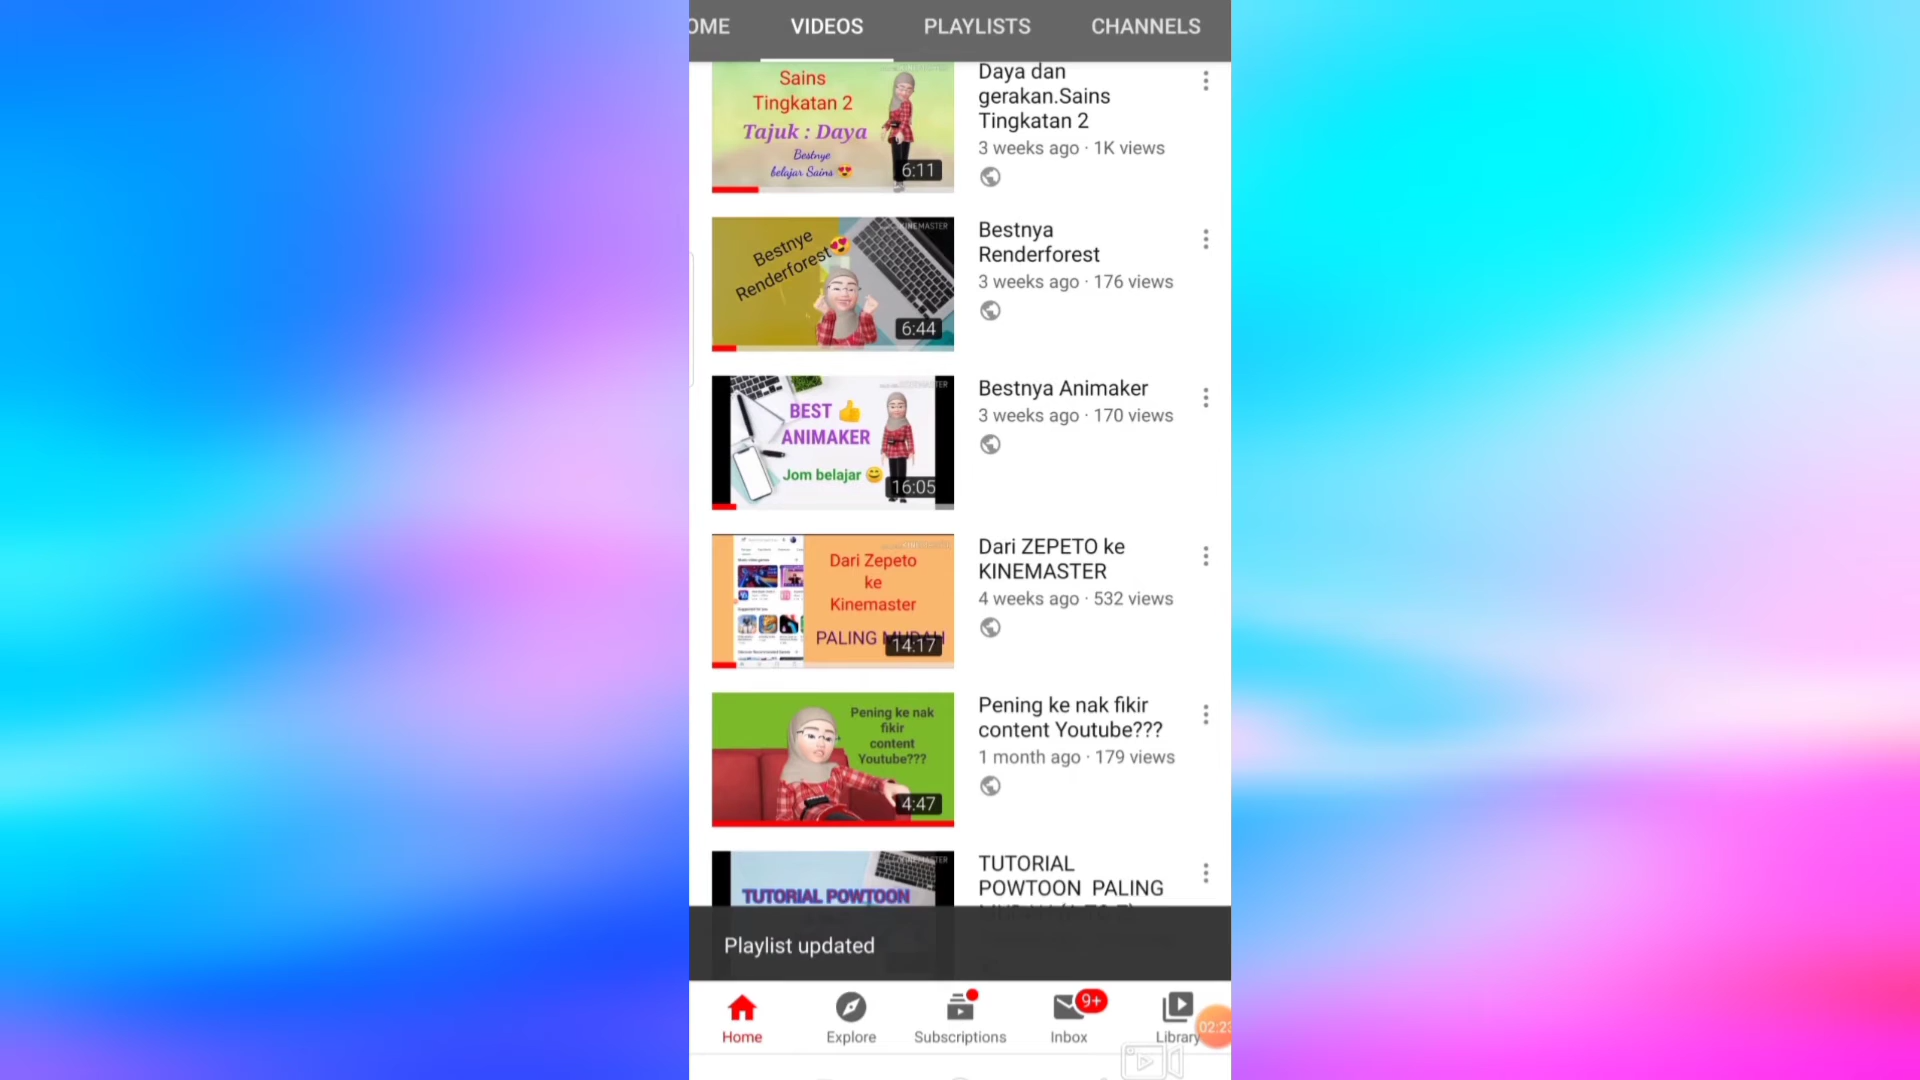 OME VIDEOS PLAYLISTS CHANNELS
Sains
Tingkatan 2
Tajuk : Daya
Bestnye
belajar Sains 😍
6:11
Daya dan
gerakan.Sains
Tingkatan 2
3 weeks ago · 1K views
Bestnye
Renderforest😍
KINEMASTER
6:44
Bestnya
Renderforest
3 weeks ago · 176 views
BEST 👍
ANIMAKER
Jom belajar 😊
16:05
Bestnya Animaker
3 weeks ago · 170 views
Dari Zepeto
ke
Kinemaster
PALING MUDAH
14:17
Dari ZEPETO ke
KINEMASTER
4 weeks ago · 532 views
Pening ke nak
fikir
content
Youtube???
4:47
Pening ke nak fikir
content Youtube???
1 month ago · 179 views
KINEMASTER
TUTORIAL POWTOON
TUTORIAL
POWTOON PALING
Playlist updated
9+
Home Explore Subscriptions Inbox Library
02:23